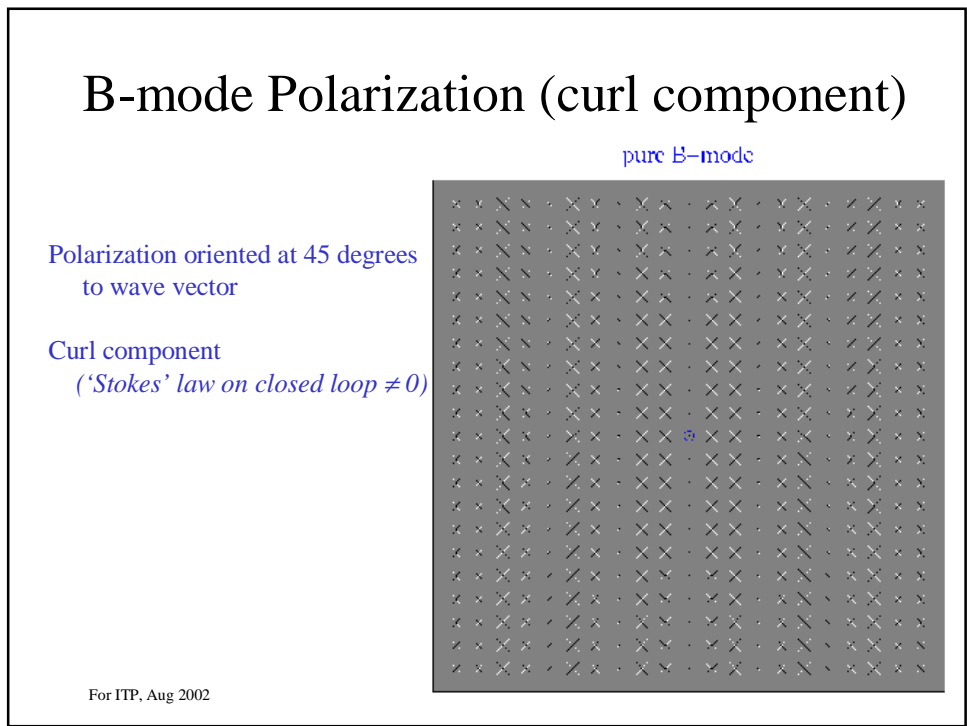 B-mode Polarization (curl component)
pure B-mode
Polarization oriented at 45 degrees
to wave vector
Curl component
(‘Stokes’ law on closed loop ≠ 0)
For ITP, Aug 2002